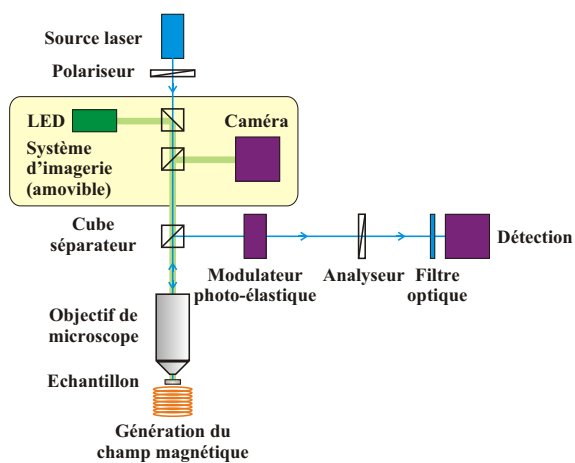 Source laser
Polariseur
LED
Caméra
Système
d'imagerie
(amovible)
Cube
séparateur
Détection
Modulateur
photo-élastique
Analyseur
Filtre
optique
Objectif de
microscope
Echantillon
Génération du
champ magnétique